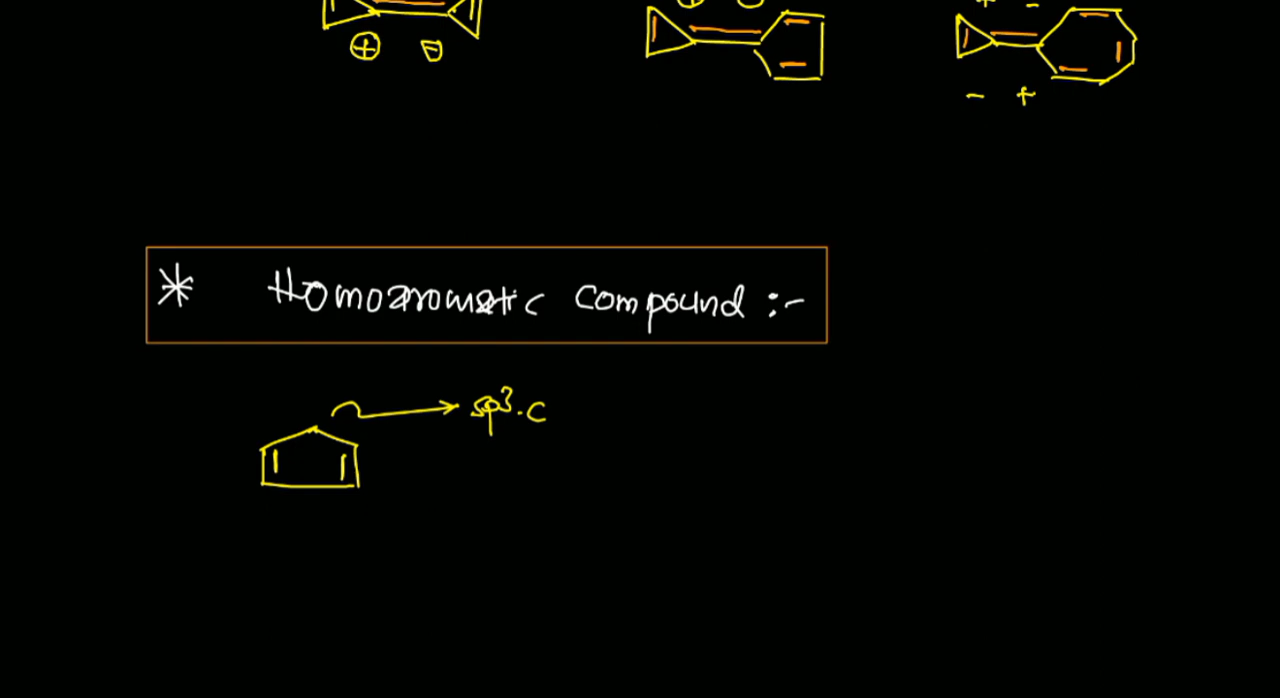 ⊕ ⊖
+ -
- +
* Homoaromatic compound :-
sp³.c